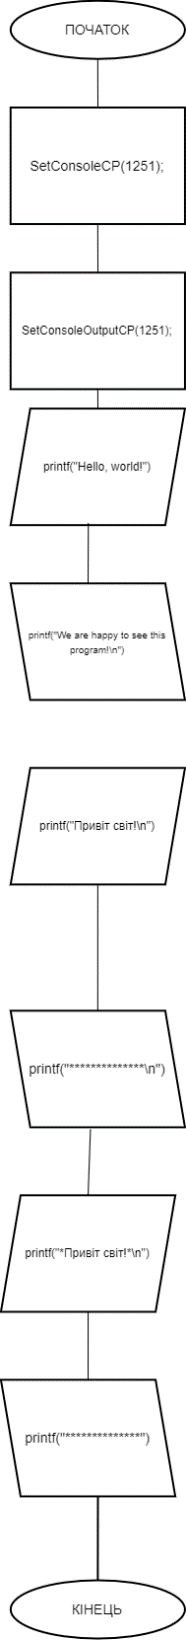 ПОЧАТОК
SetConsoleCP(1251);
SetConsoleOutputCP(1251);
printf("Hello, world!")
printf("We are happy to see this
program!\n")
printf("Привіт світ!\n")
printf("**************\n")
printf("*Привіт світ!*\n")
printf("**************")
КІНЕЦЬ